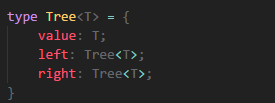 type Tree<T> = {
    value: T;
    left: Tree<T>;
    right: Tree<T>;
}